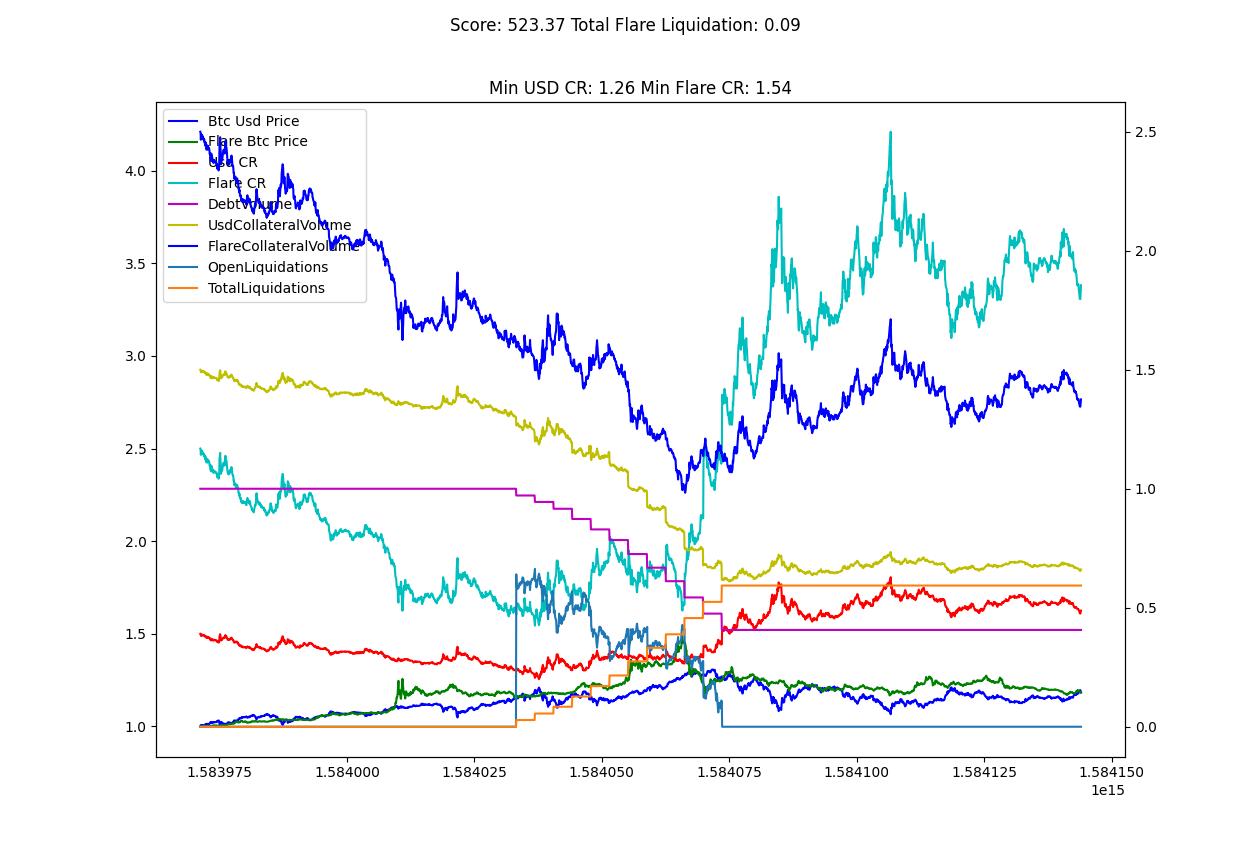 Score: 523.37 Total Flare Liquidation: 0.09
Min USD CR: 1.26 Min Flare CR: 1.54
Btc Usd Price
Flare Btc Price
Usd CR
Flare CR
DebtVolume
UsdCollateralVolume
FlareCollateralVolume
OpenLiquidations
TotalLiquidations
4.0
3.5
3.0
2.5
2.0
1.5
1.0
2.5
2.0
1.5
1.0
0.5
0.0
1.583975 1.584000 1.584025 1.584050 1.584075 1.584100 1.584125 1.584150
1e15